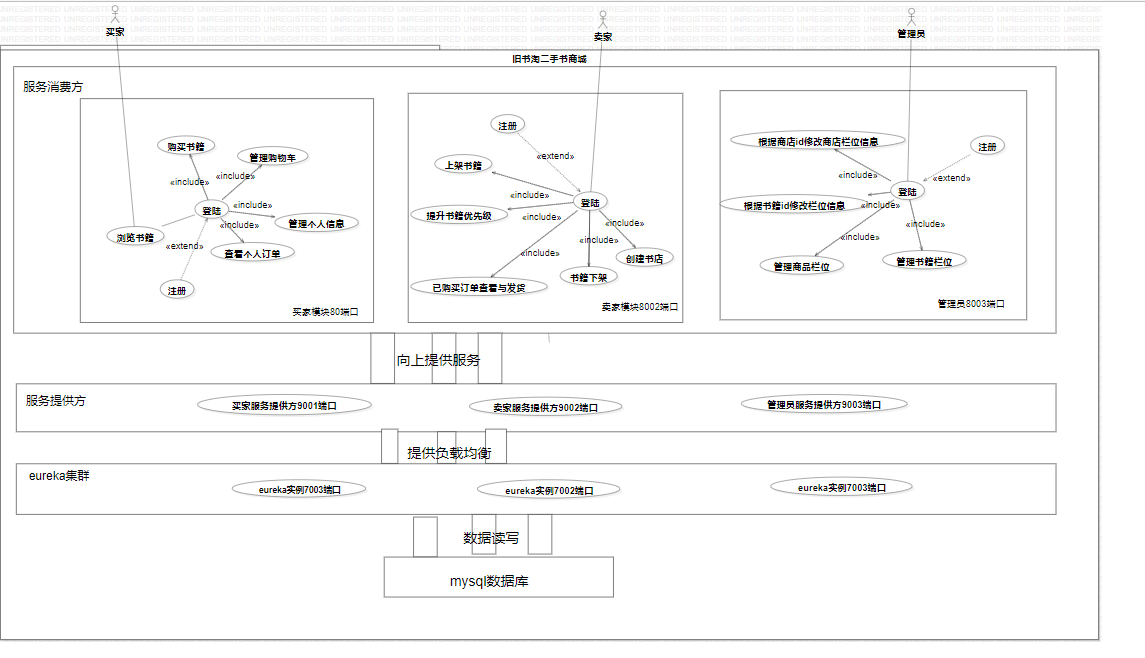 UNREGISTERED UNREGISTERED UNREGISTERED UNREGISTERED UNREGISTERED UNREGISTERED
买家
卖家
管理员
旧书淘二手书商城
服务消费方
购买书籍
管理购物车
«include»
«include»
登陆
«include»
«include»
浏览书籍
管理个人信息
«extend»
查看个人订单
注册
买家模块80端口
注册
«extend»
上架书籍
«include»
登陆
提升书籍优先级
«include»
«include»
«include»
«include»
创建书店
书籍下架
已购买订单查看与发货
卖家模块8002端口
根据商店id修改商店栏位信息
注册
«include»
«extend»
登陆
根据书籍id修改栏位信息
«include»
«include»
«include»
管理商品栏位
管理书籍栏位
管理员8003端口
向上提供服务
服务提供方
买家服务提供方9001端口
卖家服务提供方9002端口
管理员服务提供方9003端口
提供负载均衡
eureka集群
eureka实例7003端口
eureka实例7002端口
eureka实例7003端口
数据读写
mysql数据库